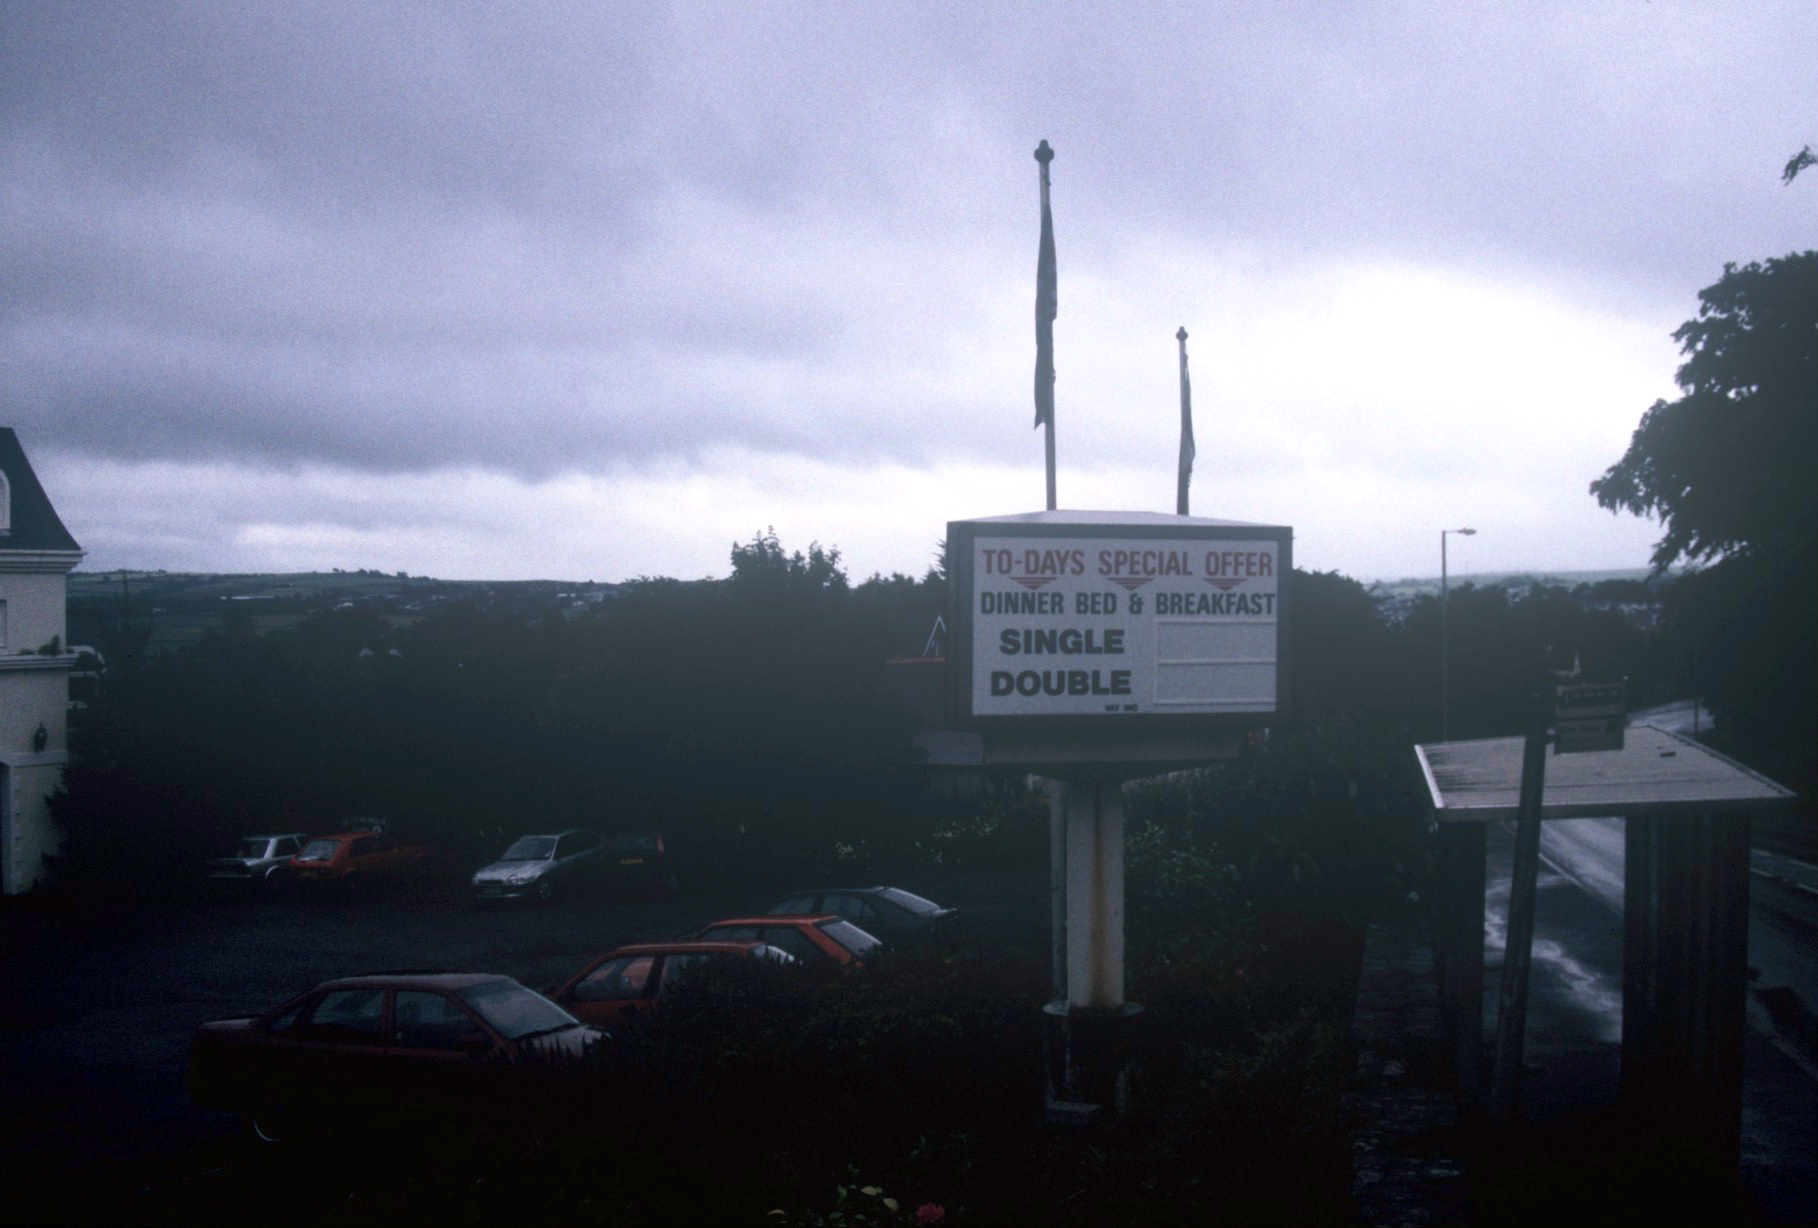 TO-DAYS SPECIAL OFFER
DINNER BED & BREAKFAST
SINGLE
DOUBLE